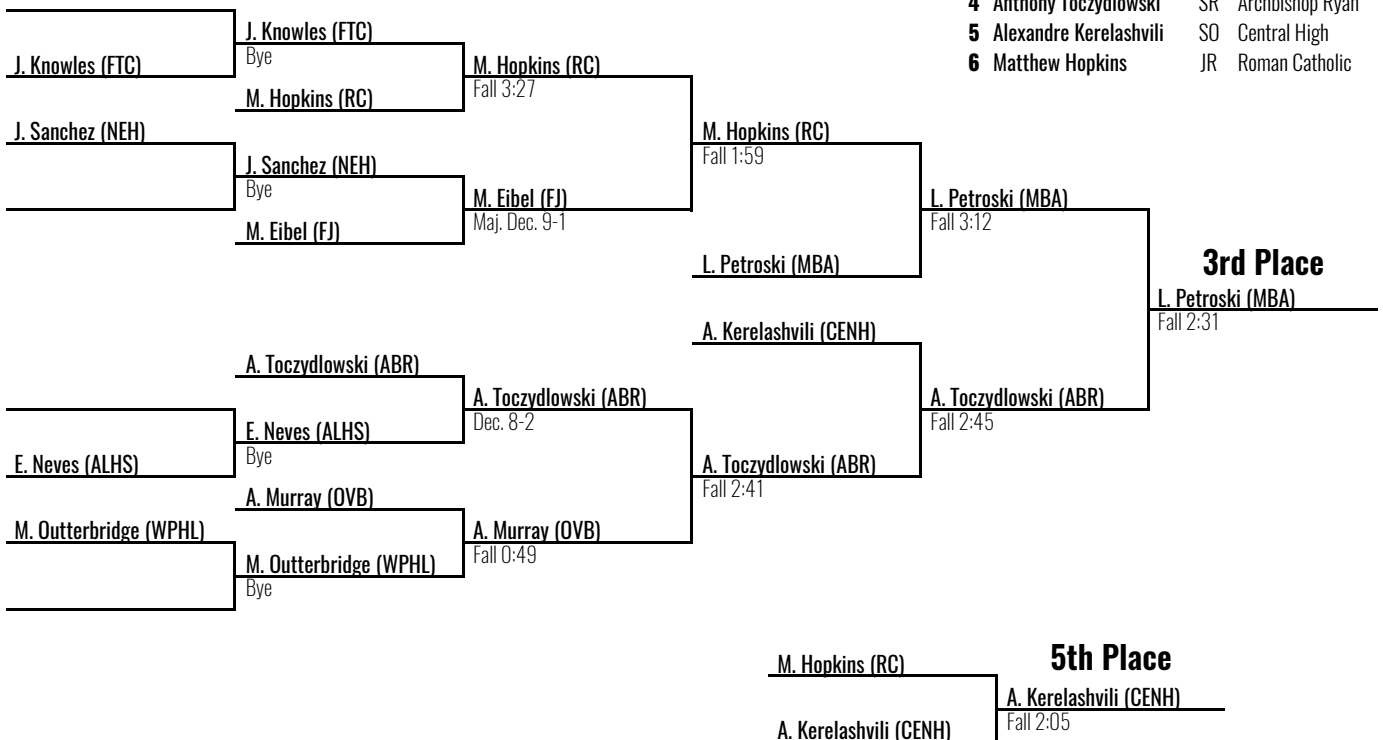 4 Anthony Toczydlowski SR Archbishop Ryan
5 Alexandre Kerelashvili SO Central High
6 Matthew Hopkins JR Roman Catholic
J. Knowles (FTC)
Bye
J. Knowles (FTC)
M. Hopkins (RC)
Fall 3:27
M. Hopkins (RC)
J. Sanchez (NEH)
M. Hopkins (RC)
Fall 1:59
J. Sanchez (NEH)
Bye
M. Eibel (FJ)
Maj. Dec. 9-1
L. Petroski (MBA)
Fall 3:12
M. Eibel (FJ)
L. Petroski (MBA)
3rd Place
L. Petroski (MBA)
Fall 2:31
A. Kerelashvili (CENH)
A. Toczydlowski (ABR)
A. Toczydlowski (ABR)
Dec. 8-2
A. Toczydlowski (ABR)
Fall 2:45
E. Neves (ALHS)
Bye
E. Neves (ALHS)
A. Toczydlowski (ABR)
Fall 2:41
A. Murray (OVB)
M. Outterbridge (WPHL)
A. Murray (OVB)
Fall 0:49
M. Outterbridge (WPHL)
Bye
M. Hopkins (RC)
5th Place
A. Kerelashvili (CENH)
Fall 2:05
A. Kerelashvili (CENH)